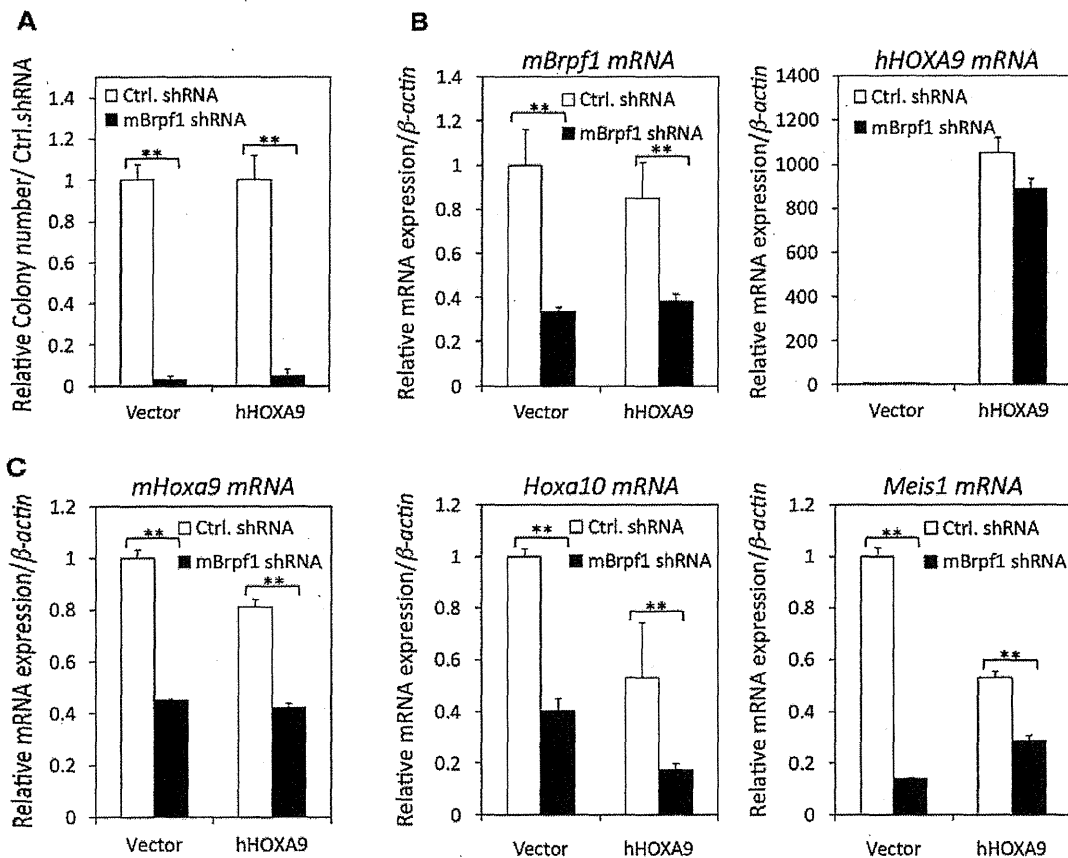 A
Relative Colony number/ Ctrl.shRNA
1.4
1.2
1
0.8
0.6
0.4
0.2
0
Ctrl. shRNA
mBrpf1 shRNA
**
**
Vector
hHOXA9
B
mBrpf1 mRNA
Relative mRNA expression/β-actin
1.4
1.2
1
0.8
0.6
0.4
0.2
0
Ctrl. shRNA
mBrpf1 shRNA
**
**
Vector
hHOXA9
hHOXA9 mRNA
Relative mRNA expression/β-actin
1400
1200
1000
800
600
400
200
0
Ctrl. shRNA
mBrpf1 shRNA
Vector
hHOXA9
C
mHoxa9 mRNA
Relative mRNA expression/β-actin
1.2
1
0.8
0.6
0.4
0.2
0
Ctrl. shRNA
mBrpf1 shRNA
**
**
Vector
hHOXA9
Hoxa10 mRNA
Relative mRNA expression/β-actin
1.2
1
0.8
0.6
0.4
0.2
0
Ctrl. shRNA
mBrpf1 shRNA
**
**
Vector
hHOXA9
Meis1 mRNA
Relative mRNA expression/β-actin
1.2
1
0.8
0.6
0.4
0.2
0
Ctrl. shRNA
mBrpf1 shRNA
**
**
Vector
hHOXA9